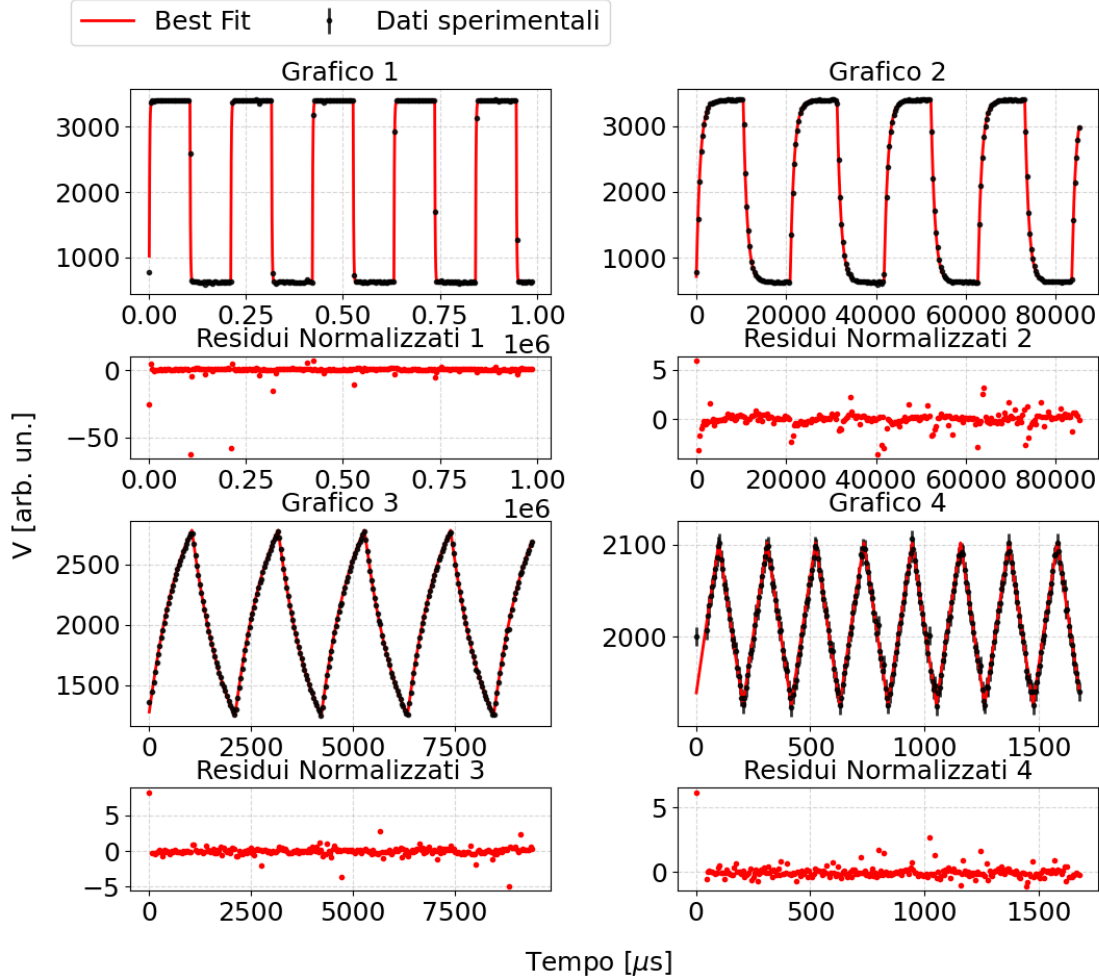 Best Fit Dati sperimentali
Grafico 1
3000
2000
1000
0.00 0.25 0.50 0.75 1.00
1e6
Grafico 2
3000
2000
1000
0 20000 40000 60000 80000
Residui Normalizzati 1
0
−50
0.00 0.25 0.50 0.75 1.00
1e6
Residui Normalizzati 2
5
0
0 20000 40000 60000 80000
V [arb. un.]
Grafico 3
2500
2000
1500
0 2500 5000 7500
Grafico 4
2100
2000
0 500 1000 1500
Residui Normalizzati 3
5
0
−5
0 2500 5000 7500
Residui Normalizzati 4
5
0
0 500 1000 1500
Tempo [μs]